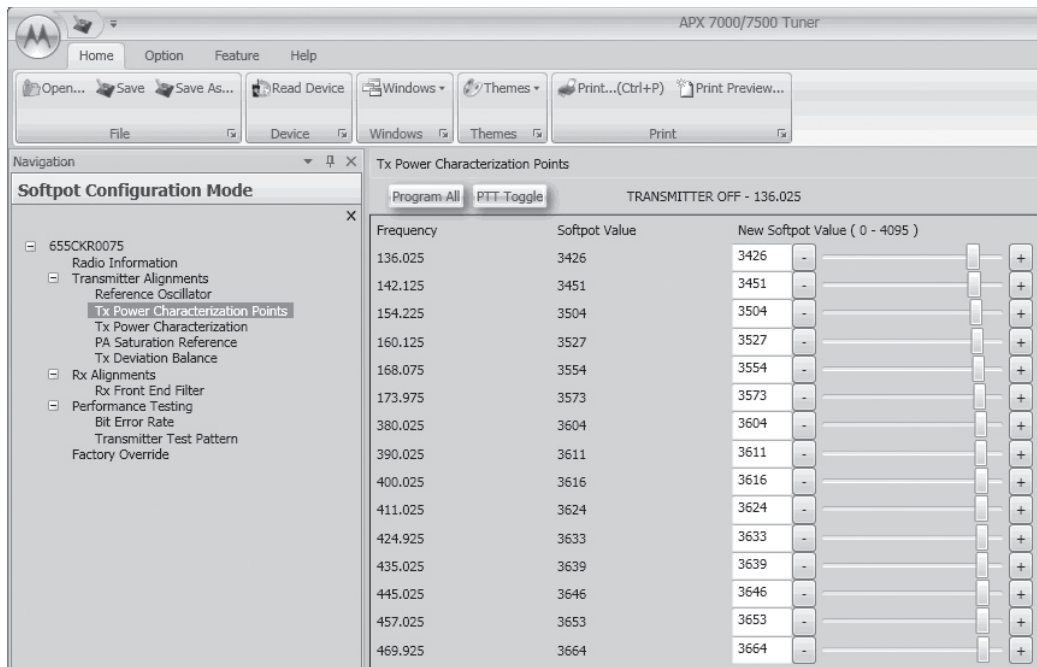 APX 7000/7500 Tuner
Home Option Feature Help
Open... Save Save As... Read Device Windows Themes Print...(Ctrl+P) Print Preview...
File Device Windows Themes Print
Navigation
Softpot Configuration Mode
655CKR0075
Radio Information
Transmitter Alignments
Reference Oscillator
Tx Power Characterization Points
Tx Power Characterization
PA Saturation Reference
Tx Deviation Balance
Rx Alignments
Rx Front End Filter
Performance Testing
Bit Error Rate
Transmitter Test Pattern
Factory Override
Tx Power Characterization Points
Program All PTT Toggle TRANSMITTER OFF - 136.025
Frequency Softpot Value New Softpot Value ( 0 - 4095 )
136.025 3426 3426 - +
142.125 3451 3451 - +
154.225 3504 3504 - +
160.125 3527 3527 - +
168.075 3554 3554 - +
173.975 3573 3573 - +
380.025 3604 3604 - +
390.025 3611 3611 - +
400.025 3616 3616 - +
411.025 3624 3624 - +
424.925 3633 3633 - +
435.025 3639 3639 - +
445.025 3646 3646 - +
457.025 3653 3653 - +
469.925 3664 3664 - +